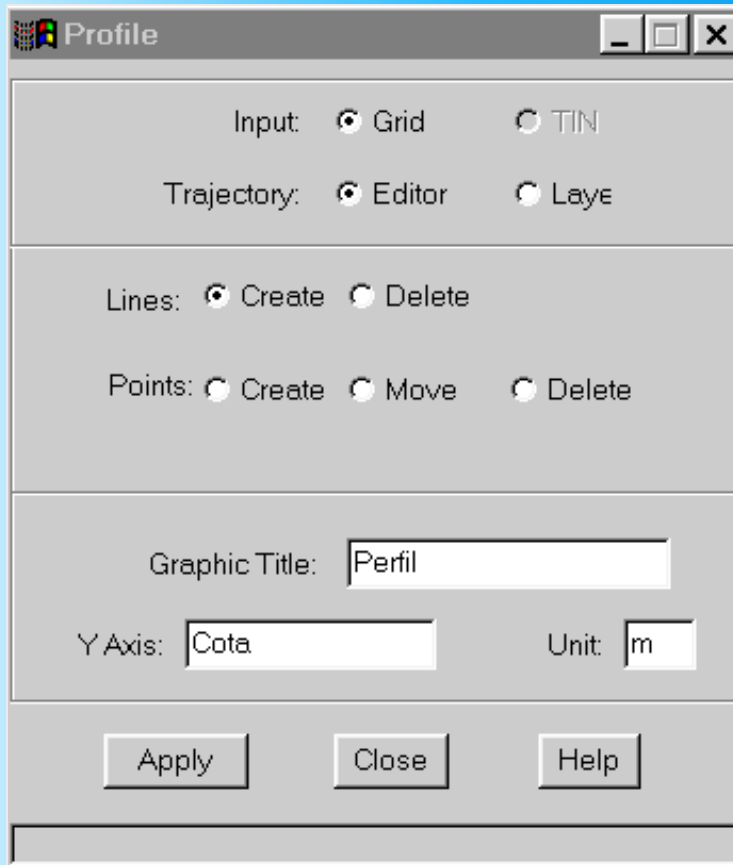 Profile
Input: Grid TIN
Trajectory: Editor Laye
Lines: Create Delete
Points: Create Move Delete
Graphic Title: Perfil
Y Axis: Cota Unit: m
Apply Close Help